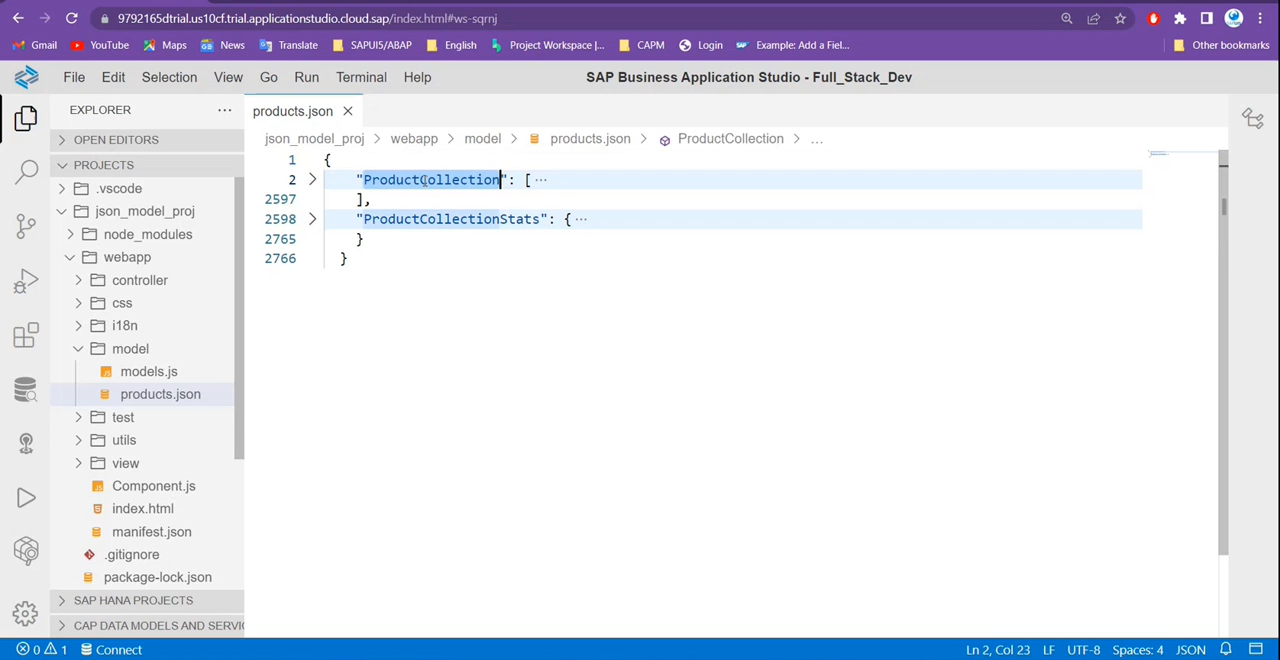 9792165dtrial.us10cf.trial.applicationstudio.cloud.sap/index.html#ws-sqrnj
Gmail YouTube Maps News Translate SAPUI5/ABAP English Project Workspace |... CAPM Login Example: Add a Fiel... Other bookmarks
File Edit Selection View Go Run Terminal Help SAP Business Application Studio - Full_Stack_Dev
EXPLORER ... products.json
OPEN EDITORS json_model_proj > webapp > model > products.json > ProductCollection > ...
PROJECTS
.vscode
json_model_proj
node_modules
webapp
controller
css
i18n
model
models.js
products.json
test
utils
view
Component.js
index.html
manifest.json
.gitignore
package-lock.json
SAP HANA PROJECTS
CAP DATA MODELS AND SERVI
1 {
2 "ProductCollection": [ ...
2597 ],
2598 "ProductCollectionStats": { ...
2765 }
2766 }
0 1 Connect Ln 2, Col 23 LF UTF-8 Spaces: 4 JSON